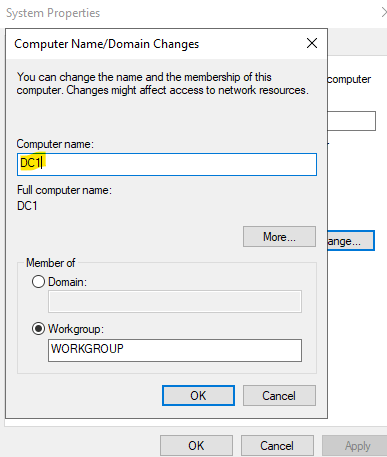 System Properties
Computer Name/Domain Changes
You can change the name and the membership of this
computer. Changes might affect access to network resources.
computer
Computer name:
DC1
Full computer name:
DC1
More...
ange...
Member of
Domain:
Workgroup:
WORKGROUP
OK Cancel
OK Cancel Apply